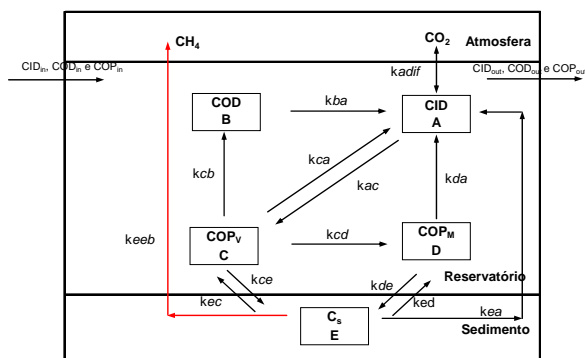 CH4
CO2
Atmosfera
CIDin, CODin e COPin
kadif
CIDout, CODout e COPout
COD
B
kba
CID
A
kcb
kca
kac
kda
keeb
COPV
C
kcd
COPM
D
kce
kec
kde
ked
Reservatório
Cs
E
kea
Sedimento